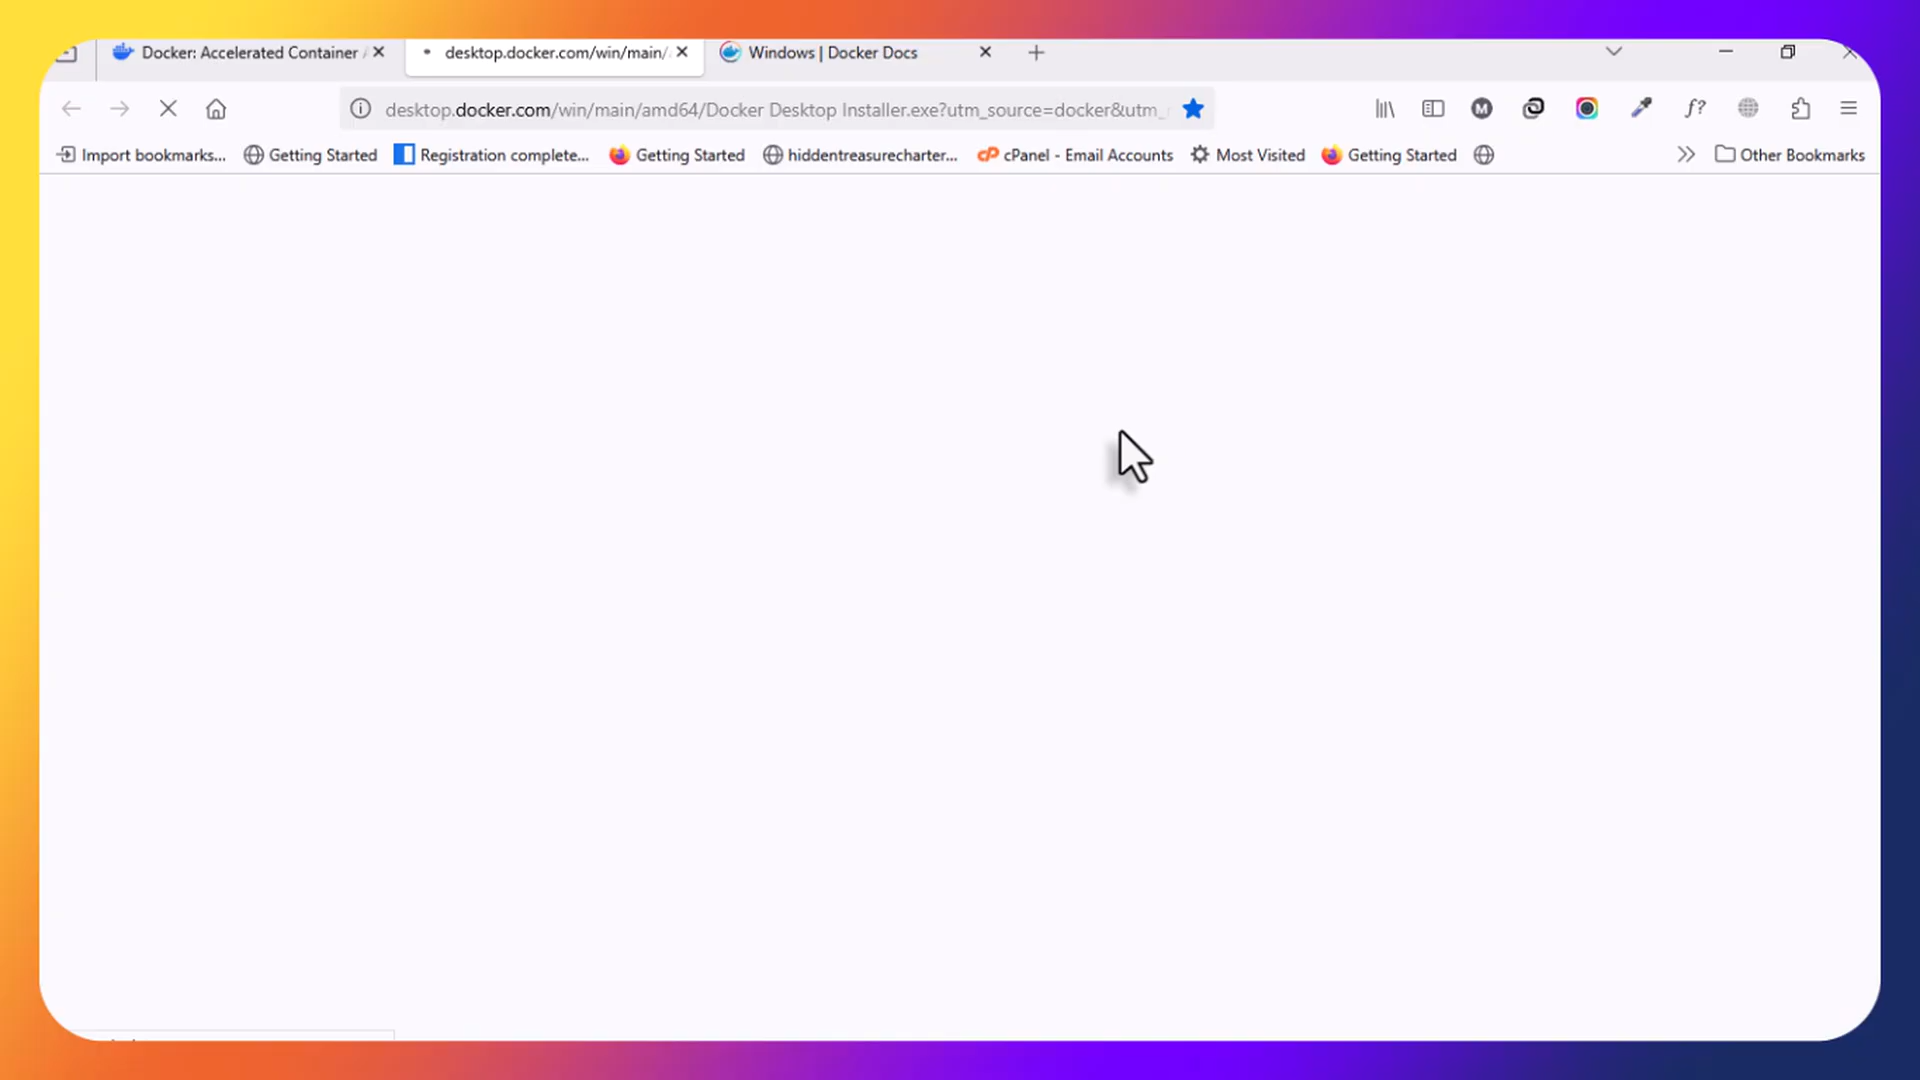 Docker: Accelerated Container
desktop.docker.com/win/main/
Windows | Docker Docs
desktop.docker.com/win/main/amd64/Docker Desktop Installer.exe?utm_source=docker&utm_
M
f?
Import bookmarks...
Getting Started
Registration complete...
Getting Started
hiddentreasurecharter...
cP cPanel - Email Accounts
Most Visited
Getting Started
Other Bookmarks